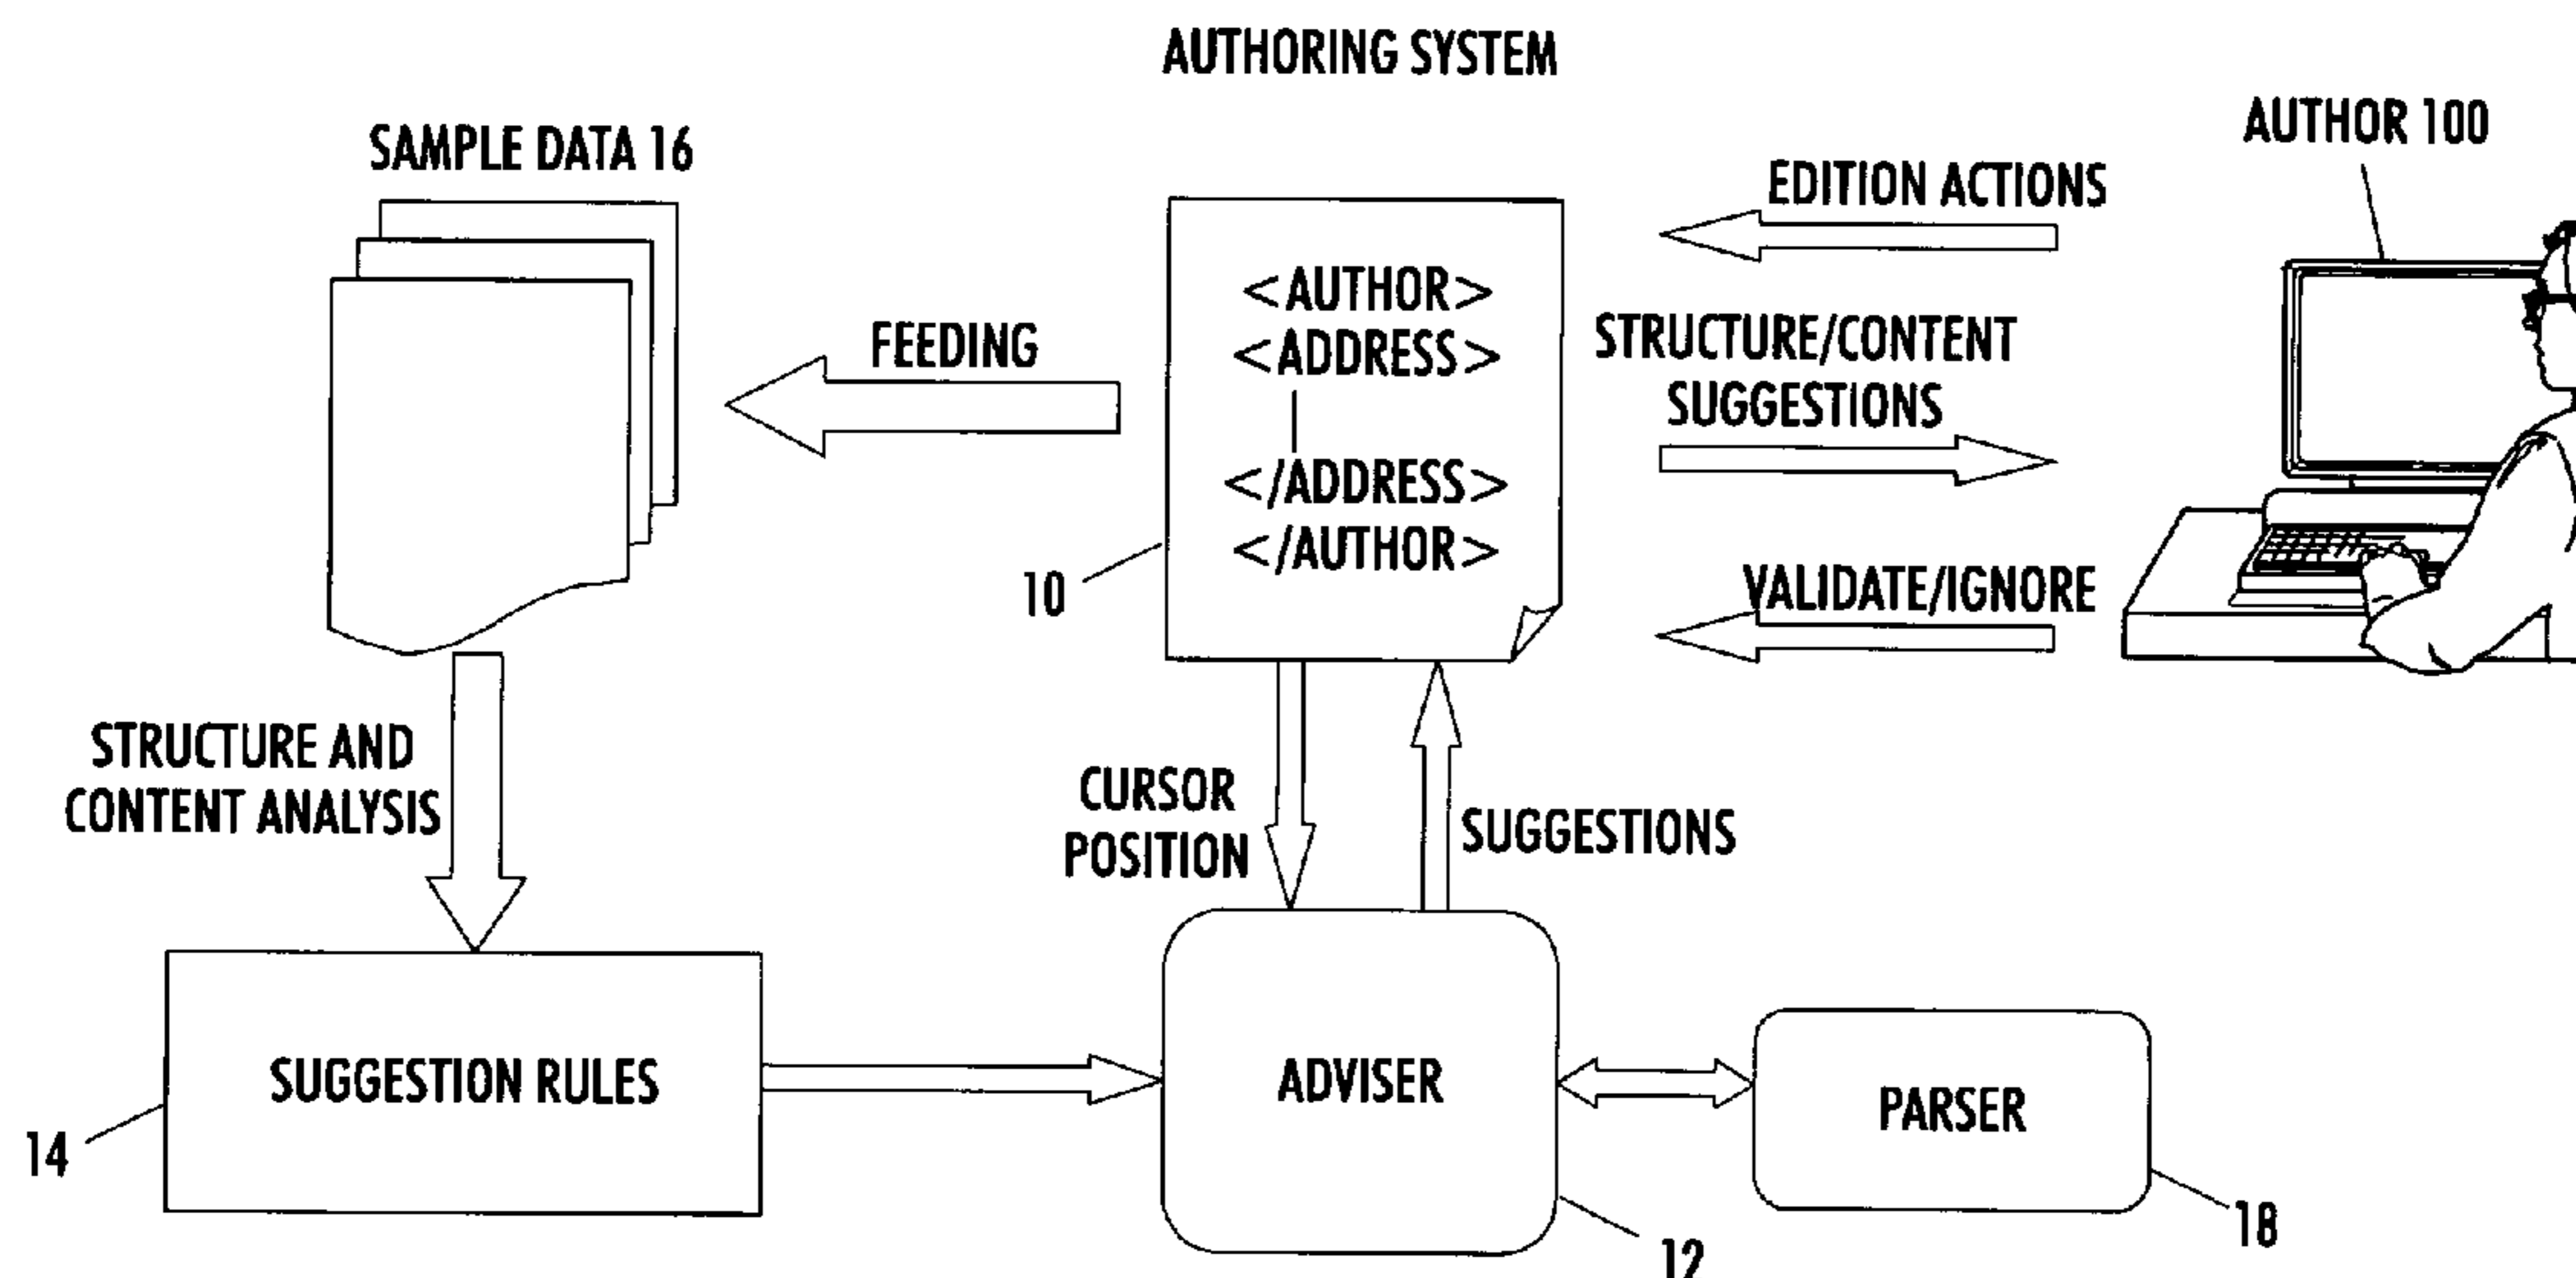 AUTHORING SYSTEM
AUTHOR 100
SAMPLE DATA 16
EDITION ACTIONS
<AUTHOR>
<ADDRESS>
</ADDRESS>
</AUTHOR>
FEEDING
STRUCTURE/CONTENT
SUGGESTIONS
10
VALIDATE/IGNORE
STRUCTURE AND
CONTENT ANALYSIS
CURSOR
POSITION
SUGGESTIONS
SUGGESTION RULES
ADVISER
PARSER
14
12
18